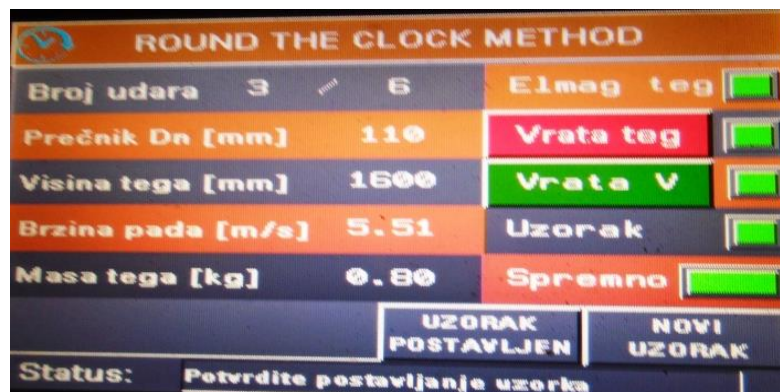 ROUND THE CLOCK METHOD
Broj udara 3 / 6 Elmag teg
Prečnik Dn [mm] 110 Vrata teg
Visina tega [mm] 1600 Vrata V
Brzina pada [m/s] 5.51 Uzorak
Masa tega [kg] 0.80 Spremno
UZORAK POSTAVLJEN
NOVI UZORAK
Status: Potvrdite postavljanje uzorka